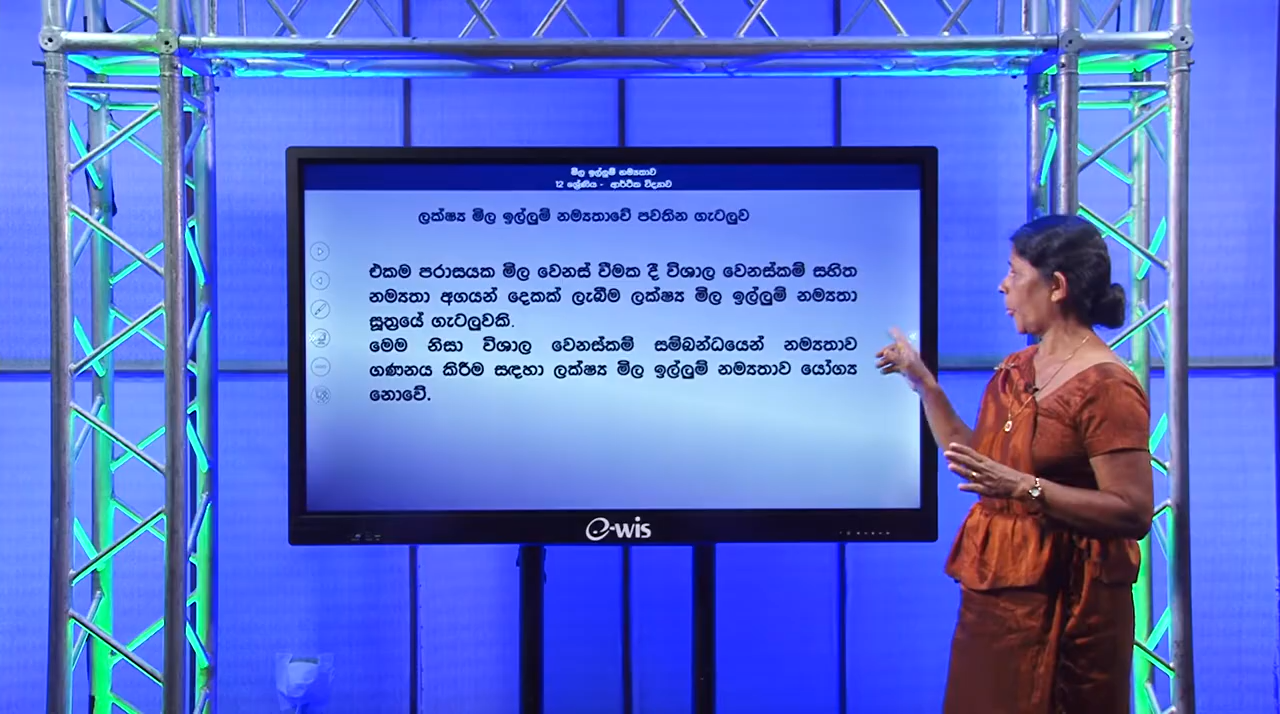 මිල ඉල්ලුම් නම්‍යතාව
12 ශ්‍රේණිය - ආර්ථික විද්‍යාව
ලක්ෂ්‍ය මිල ඉල්ලුම් නම්‍යතාවේ පවතින ගැටලුව
එකම පරාසයක මිල වෙනස් වීමක දී විශාල වෙනස්කම් සහිත
නම්‍යතා අගයන් දෙකක් ලැබීම ලක්ෂ්‍ය මිල ඉල්ලුම් නම්‍යතා
සූත්‍රයේ ගැටලුවකි.
මෙම නිසා විශාල වෙනස්කම් සම්බන්ධයෙන් නම්‍යතාව
ගණනය කිරීම සඳහා ලක්ෂ්‍ය මිල ඉල්ලුම් නම්‍යතාව යෝග්‍ය
නොවේ.
e-wis